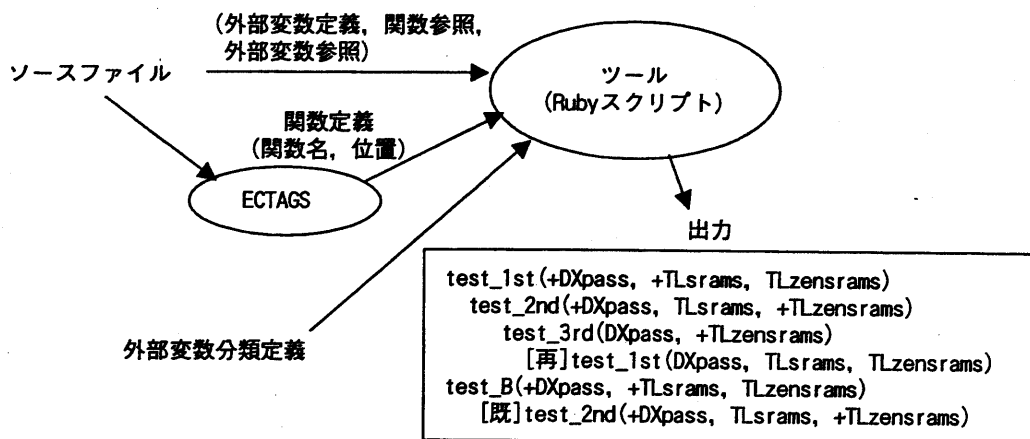 (外部変数定義, 関数参照,
外部変数参照)
ソースファイル
ツール
(Rubyスクリプト)
関数定義
(関数名, 位置)
ECTAGS
出力
外部変数分類定義
test_1st(+DXpass, +TLsrams, TLzensrams)
test_2nd(+DXpass, TLsrams, +TLzensrams)
test_3rd(DXpass, +TLzensrams)
[再]test_1st(DXpass, TLsrams, TLzensrams)
test_B(+DXpass, +TLsrams, TLzensrams)
[既]test_2nd(+DXpass, TLsrams, +TLzensrams)